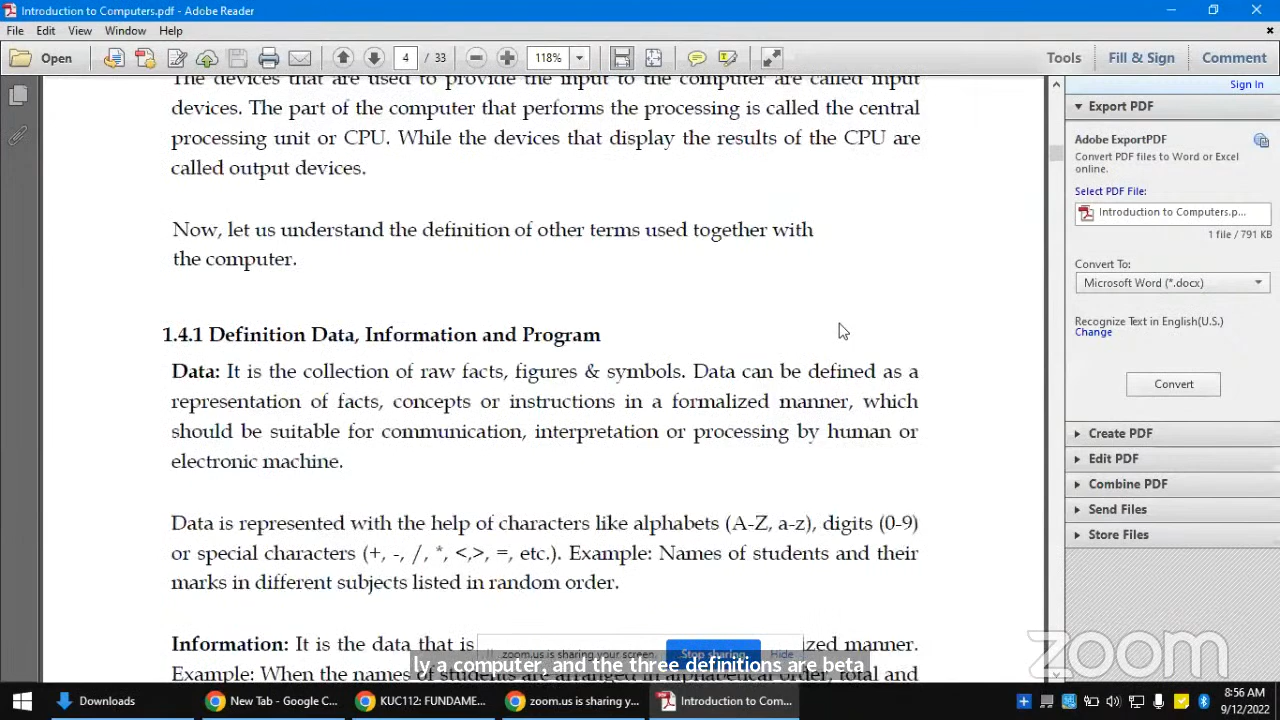 Introduction to Computers.pdf - Adobe Reader
File Edit View Window Help
Open 4 / 33 118% Tools Fill & Sign Comment
The devices that are used to provide the input to the computer are called input
devices. The part of the computer that performs the processing is called the central
processing unit or CPU. While the devices that display the results of the CPU are
called output devices.
Now, let us understand the definition of other terms used together with
the computer.
1.4.1 Definition Data, Information and Program
Data: It is the collection of raw facts, figures & symbols. Data can be defined as a
representation of facts, concepts or instructions in a formalized manner, which
should be suitable for communication, interpretation or processing by human or
electronic machine.
Data is represented with the help of characters like alphabets (A-Z, a-z), digits (0-9)
or special characters (+, -, /, *, <,>, =, etc.). Example: Names of students and their
marks in different subjects listed in random order.
Information: It is the data that is
zed manner.
Example: When the names of students are arranged in alphabetical order, total and
zoom.us is sharing your screen. Stop sharing Hide
ly a computer, and the three definitions are beta
Sign In
Export PDF
Adobe ExportPDF
Convert PDF files to Word or Excel
online.
Select PDF File:
Introduction to Computers.p...
1 file / 791 KB
Convert To:
Microsoft Word (*.docx)
Recognize Text in English(U.S.)
Change
Convert
Create PDF
Edit PDF
Combine PDF
Send Files
Store Files
zoom
Downloads
New Tab - Google C...
KUC112: FUNDAME...
zoom.us is sharing y...
Introduction to Com...
8:56 AM
9/12/2022